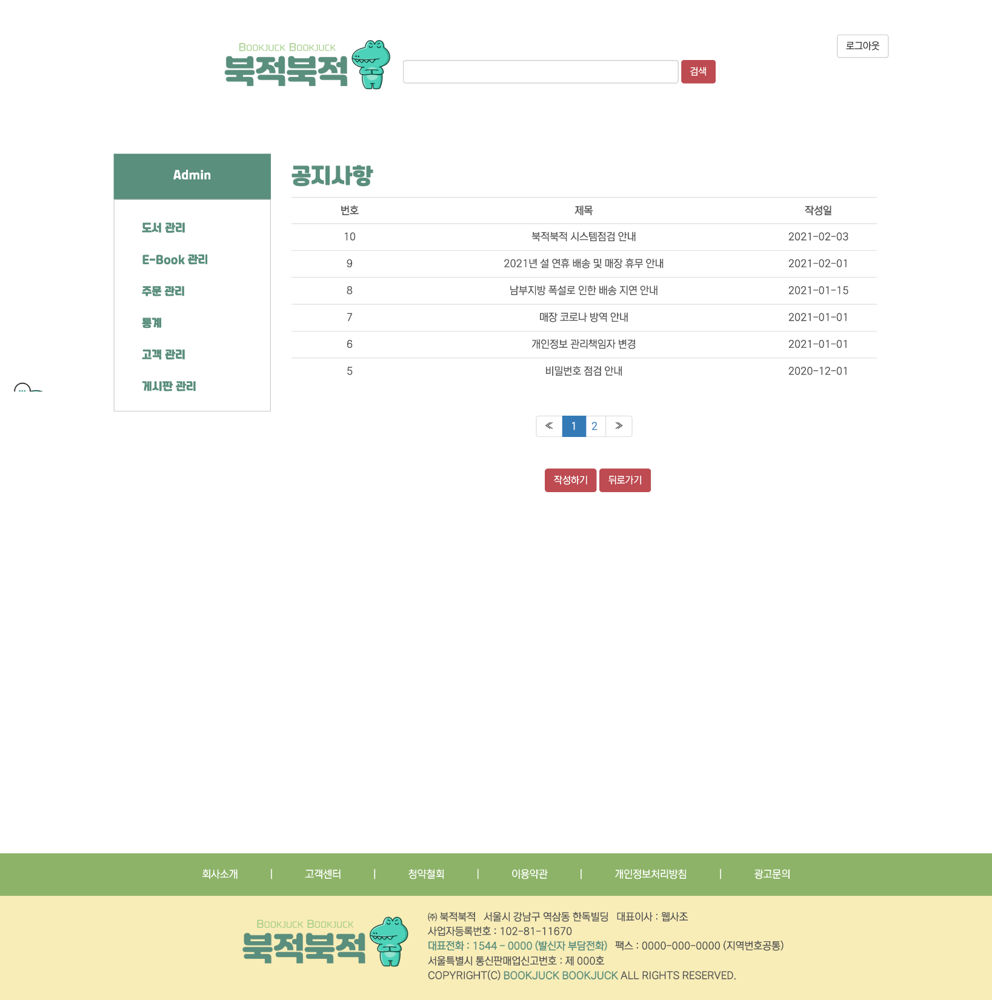 로그아웃
BOOKJUCK BOOKJUCK
북적북적
검색
Admin
도서 관리
E-Book 관리
주문 관리
통계
고객 관리
게시판 관리
공지사항
번호 제목 작성일
10 북적북적 시스템점검 안내 2021-02-03
9 2021년 설 연휴 배송 및 매장 휴무 안내 2021-02-01
8 남부지방 폭설로 인한 배송 지연 안내 2021-01-15
7 매장 코로나 방역 안내 2021-01-01
6 개인정보 관리책임자 변경 2021-01-01
5 비밀번호 점검 안내 2020-12-01
≪ 1 2 ≫
작성하기 뒤로가기
회사소개 | 고객센터 | 청약철회 | 이용약관 | 개인정보처리방침 | 광고문의
BOOKJUCK BOOKJUCK
북적북적
㈜ 북적북적 서울시 강남구 역삼동 한독빌딩 대표이사 : 웹사조
사업자등록번호 : 102-81-11670
대표전화 : 1544 - 0000 (발신자 부담전화) 팩스 : 0000-000-0000 (지역번호공통)
서울특별시 통신판매업신고번호 : 제 000호
COPYRIGHT(C) BOOKJUCK BOOKJUCK ALL RIGHTS RESERVED.